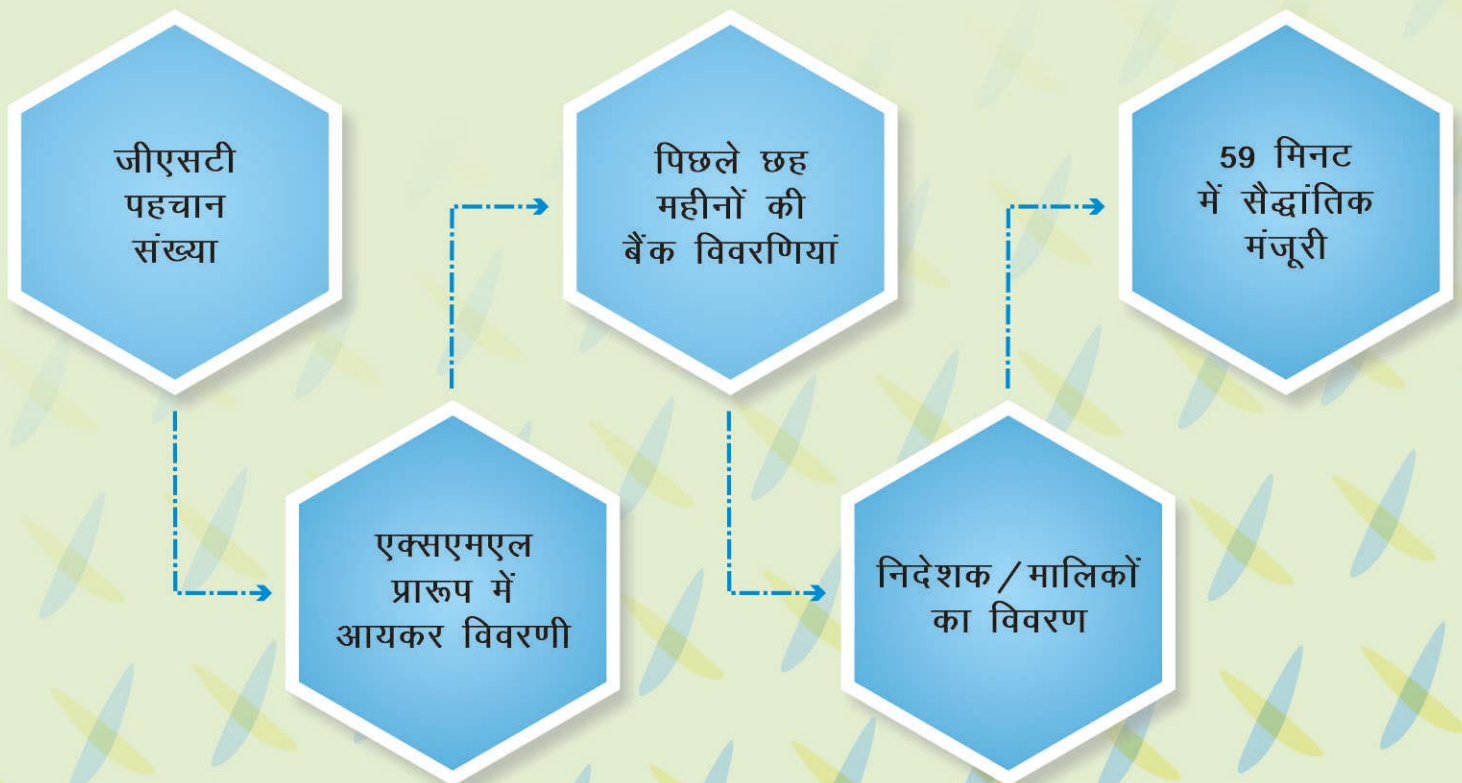 जीएसटी
पहचान
संख्या
एक्सएमएल
प्रारूप में
आयकर विवरणी
पिछले छह
महीनों की
बैंक विवरणियां
निदेशक/मालिकों
का विवरण
59 मिनट
में सैद्धांतिक
मंजूरी